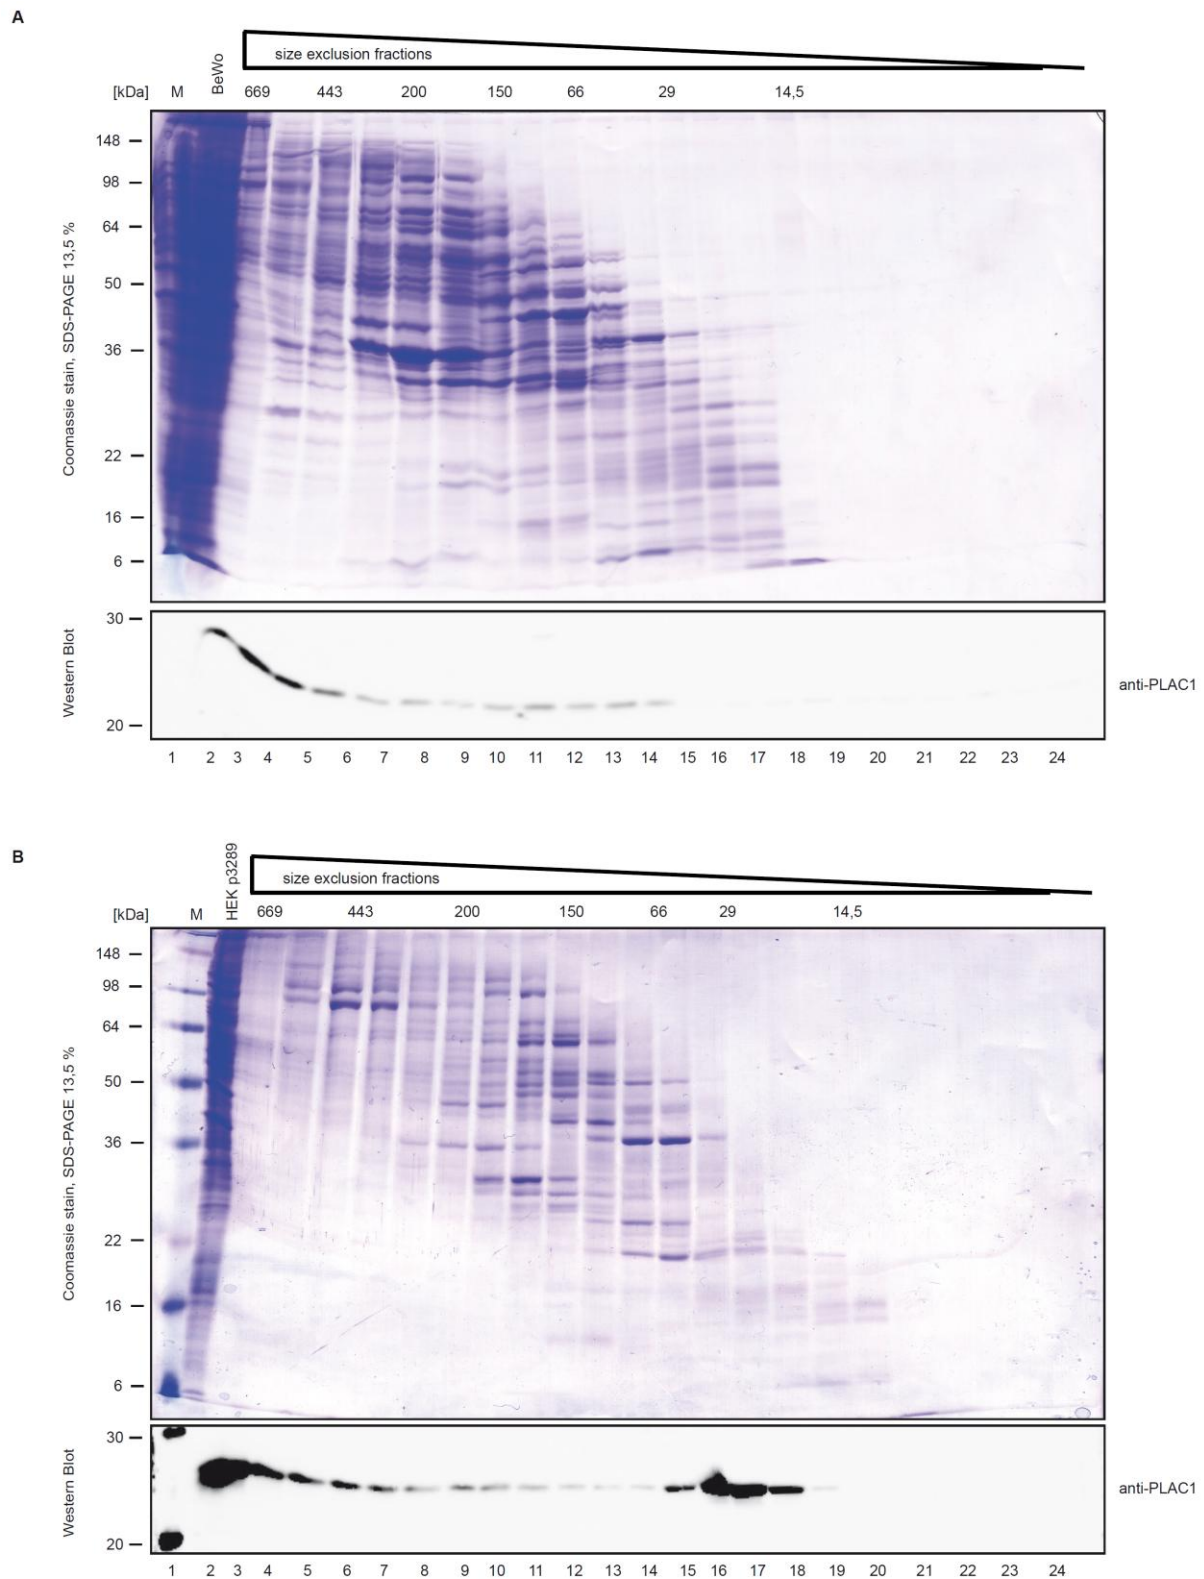 A
size exclusion fractions
BeWo
[kDa] M 669 443 200 150 66 29 14,5
148
98
64
50
36
22
16
6
Coomassie stain, SDS-PAGE 13,5 %
30
20
Western Blot
anti-PLAC1
1 2 3 4 5 6 7 8 9 10 11 12 13 14 15 16 17 18 19 20 21 22 23 24
B
size exclusion fractions
HEK p3289
[kDa] M 669 443 200 150 66 29 14,5
148
98
64
50
36
22
16
6
Coomassie stain, SDS-PAGE 13,5 %
30
20
Western Blot
anti-PLAC1
1 2 3 4 5 6 7 8 9 10 11 12 13 14 15 16 17 18 19 20 21 22 23 24